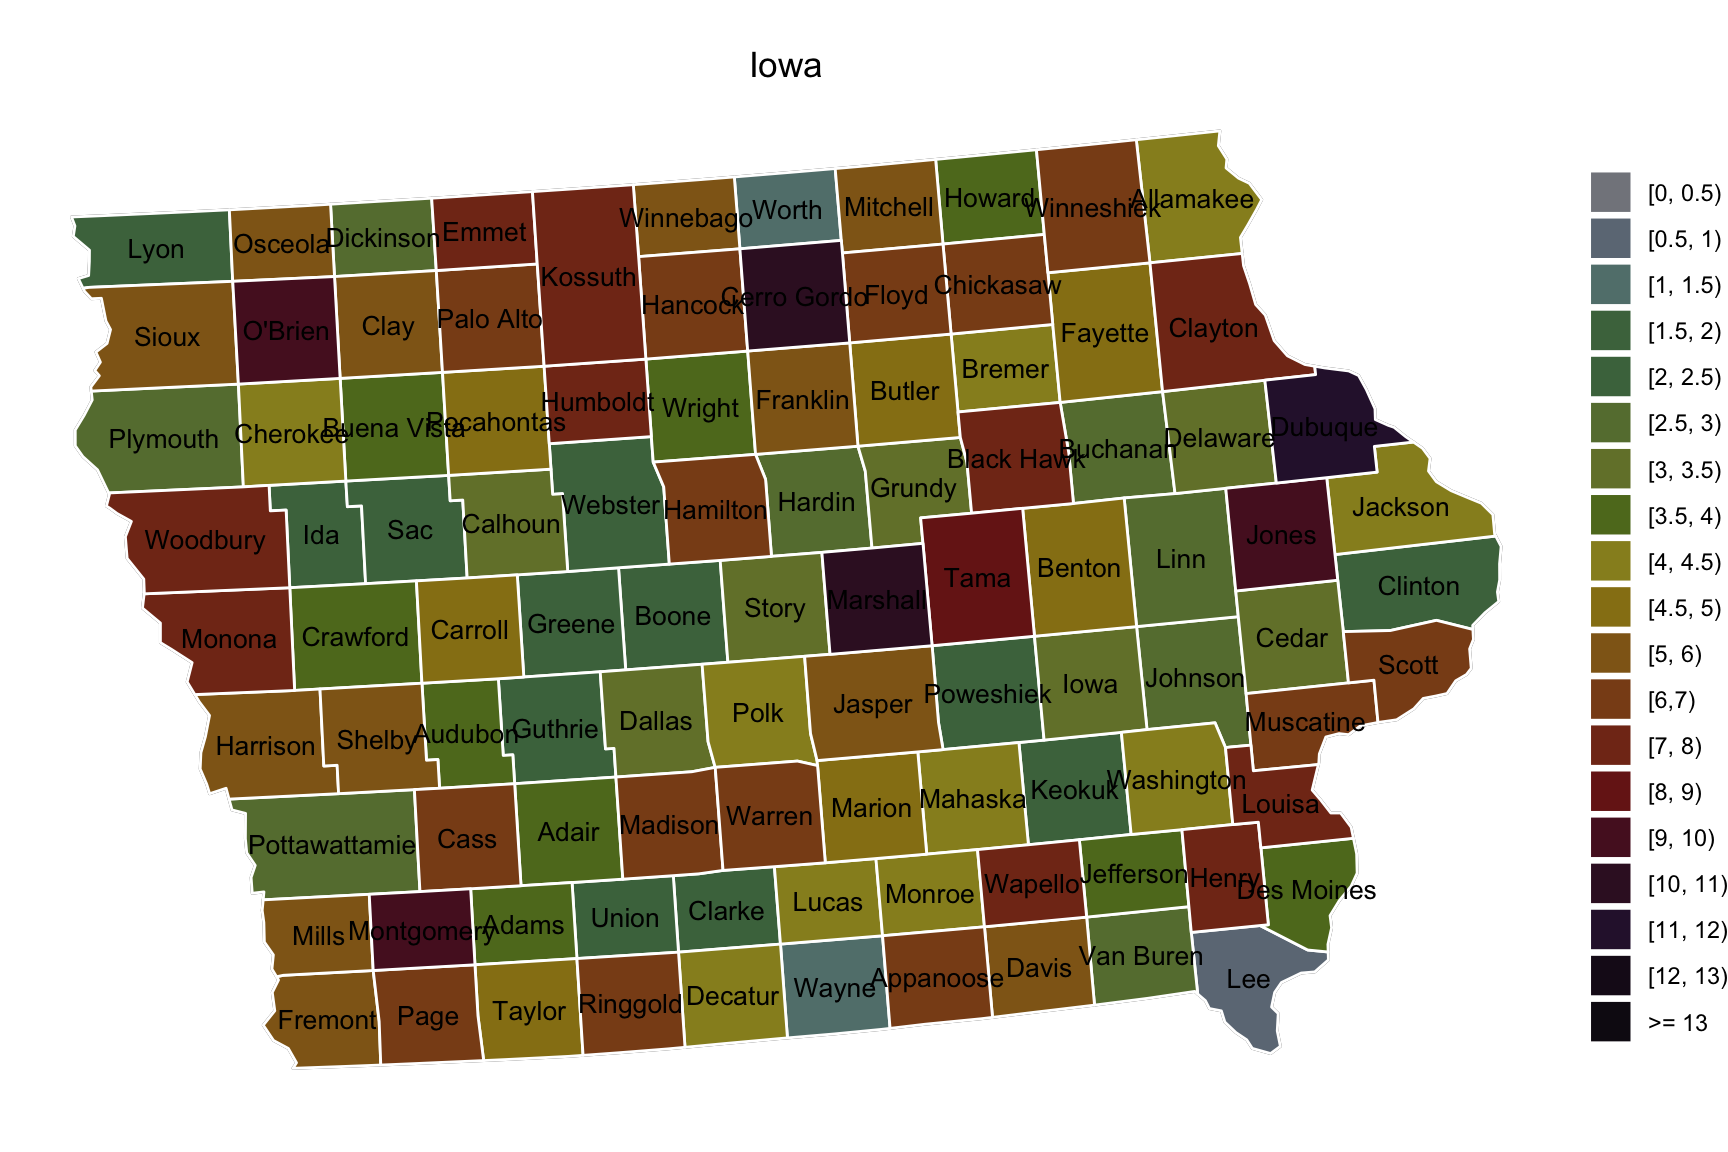 Iowa
Lyon
Osceola
Dickinson
Emmet
Kossuth
Winnebago
Worth
Mitchell
Howard
Winneshiek
Allamakee
Sioux
O'Brien
Clay
Palo Alto
Hancock
Cerro Gordo
Floyd
Chickasaw
Fayette
Clayton
Plymouth
Cherokee
Buena Vista
Pocahontas
Humboldt
Wright
Franklin
Butler
Bremer
Black Hawk
Buchanan
Delaware
Dubuque
Woodbury
Ida
Sac
Calhoun
Webster
Hamilton
Hardin
Grundy
Jackson
Monona
Crawford
Carroll
Greene
Boone
Story
Marshall
Tama
Benton
Linn
Jones
Clinton
Cedar
Scott
Harrison
Shelby
Audubon
Guthrie
Dallas
Polk
Jasper
Poweshiek
Iowa
Johnson
Muscatine
Pottawattamie
Cass
Adair
Madison
Warren
Marion
Mahaska
Keokuk
Washington
Louisa
Mills
Montgomery
Adams
Union
Clarke
Lucas
Monroe
Wapello
Jefferson
Henry
Des Moines
Fremont
Page
Taylor
Ringgold
Decatur
Wayne
Appanoose
Davis
Van Buren
Lee
[0, 0.5)
[0.5, 1)
[1, 1.5)
[1.5, 2)
[2, 2.5)
[2.5, 3)
[3, 3.5)
[3.5, 4)
[4, 4.5)
[4.5, 5)
[5, 6)
[6,7)
[7, 8)
[8, 9)
[9, 10)
[10, 11)
[11, 12)
[12, 13)
>= 13